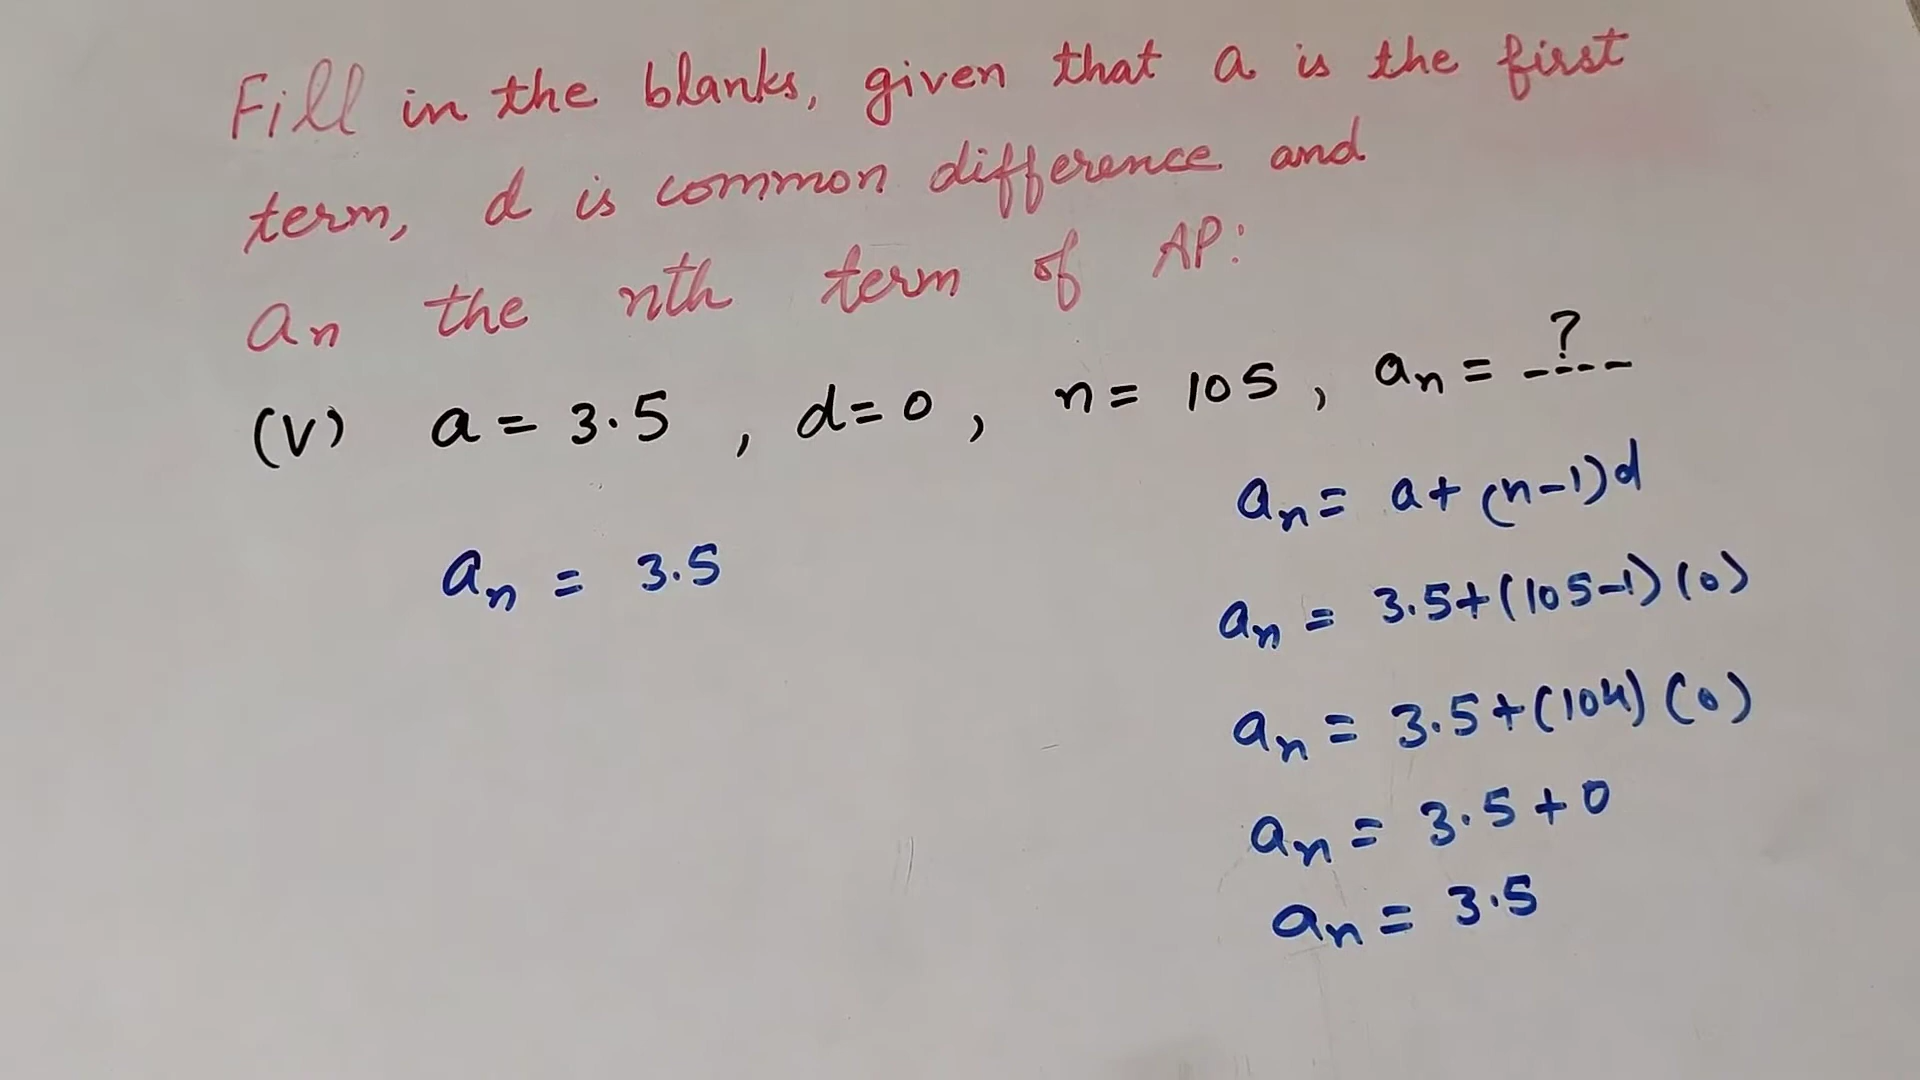 Fill in the blanks, given that a is the first
term, d is common difference and
an the nth term of AP:
(V) a = 3.5 , d=0 , n= 105 , an = ----
?
an = a+ (n-1)d
an = 3.5
an = 3.5+(105-1) (0)
an = 3.5+(104) (0)
an = 3.5+0
an = 3.5